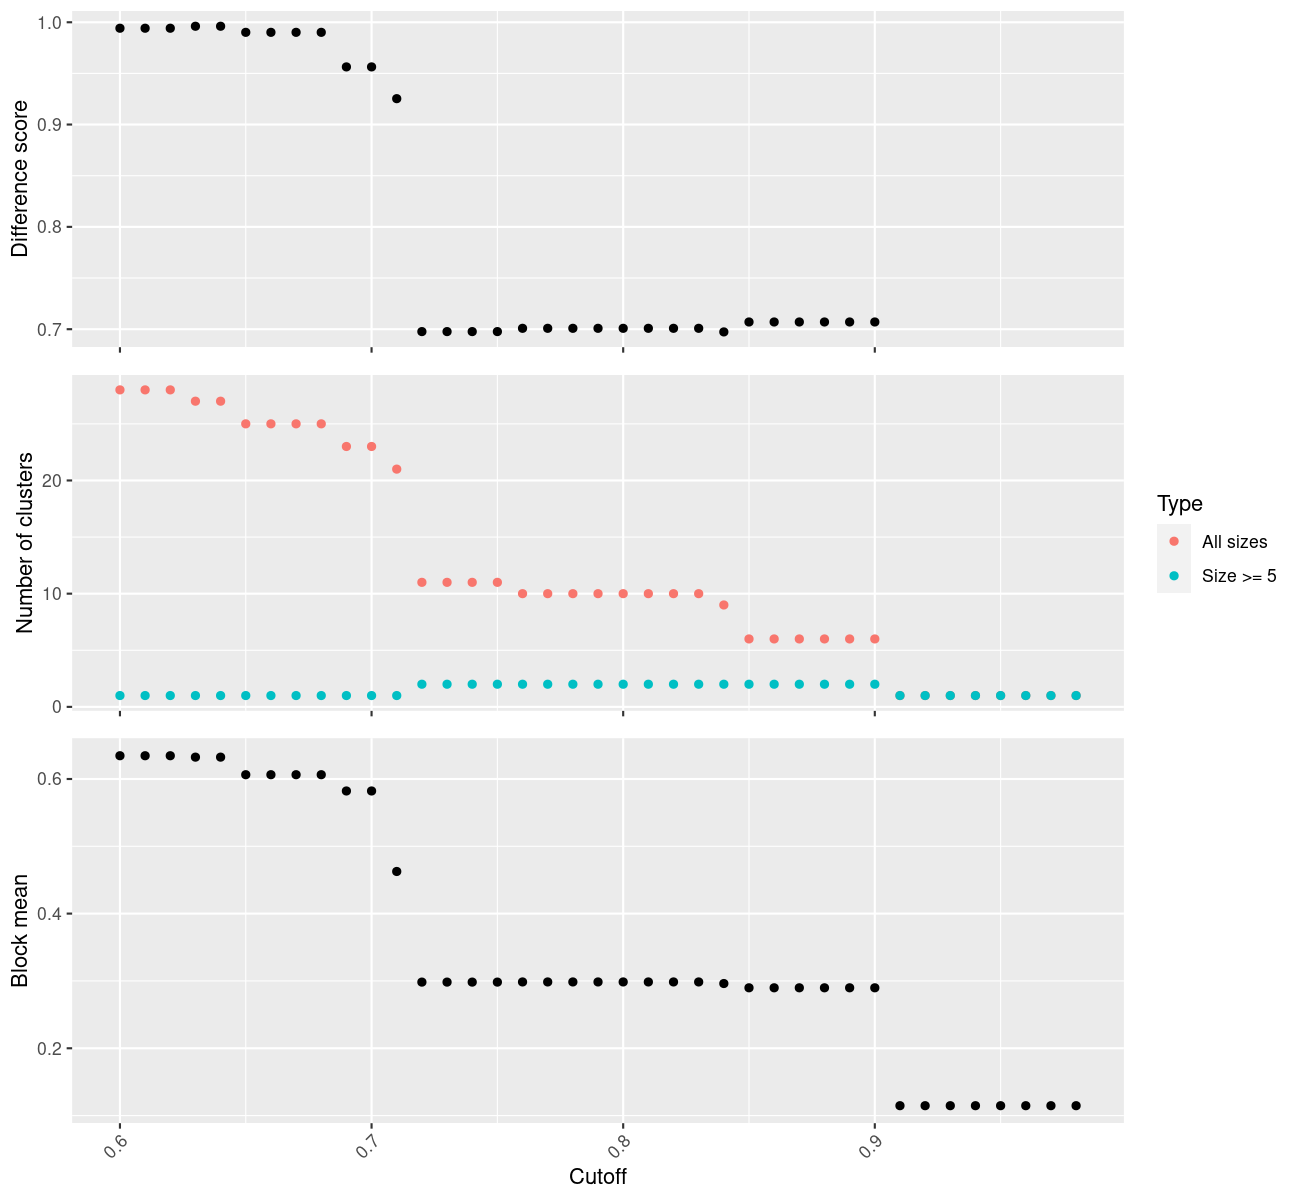 Difference score
1.0
0.9
0.8
0.7
Number of clusters
20
10
0
Type
All sizes
Size >= 5
Block mean
0.6
0.4
0.2
0.6
0.7
0.8
0.9
Cutoff